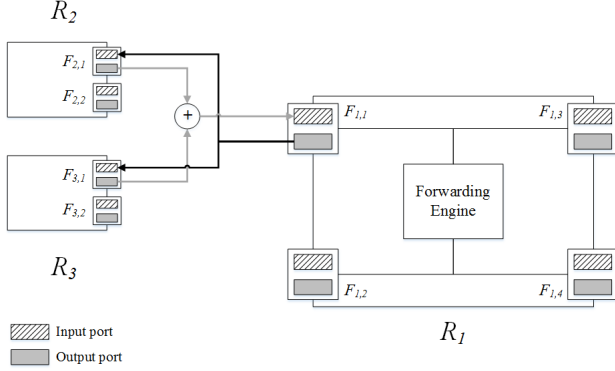 R2
F2,1
F2,2
+
F3,1
F3,2
R3
F1,1
F1,3
Forwarding
Engine
F1,2
F1,4
R1
Input port
Output port